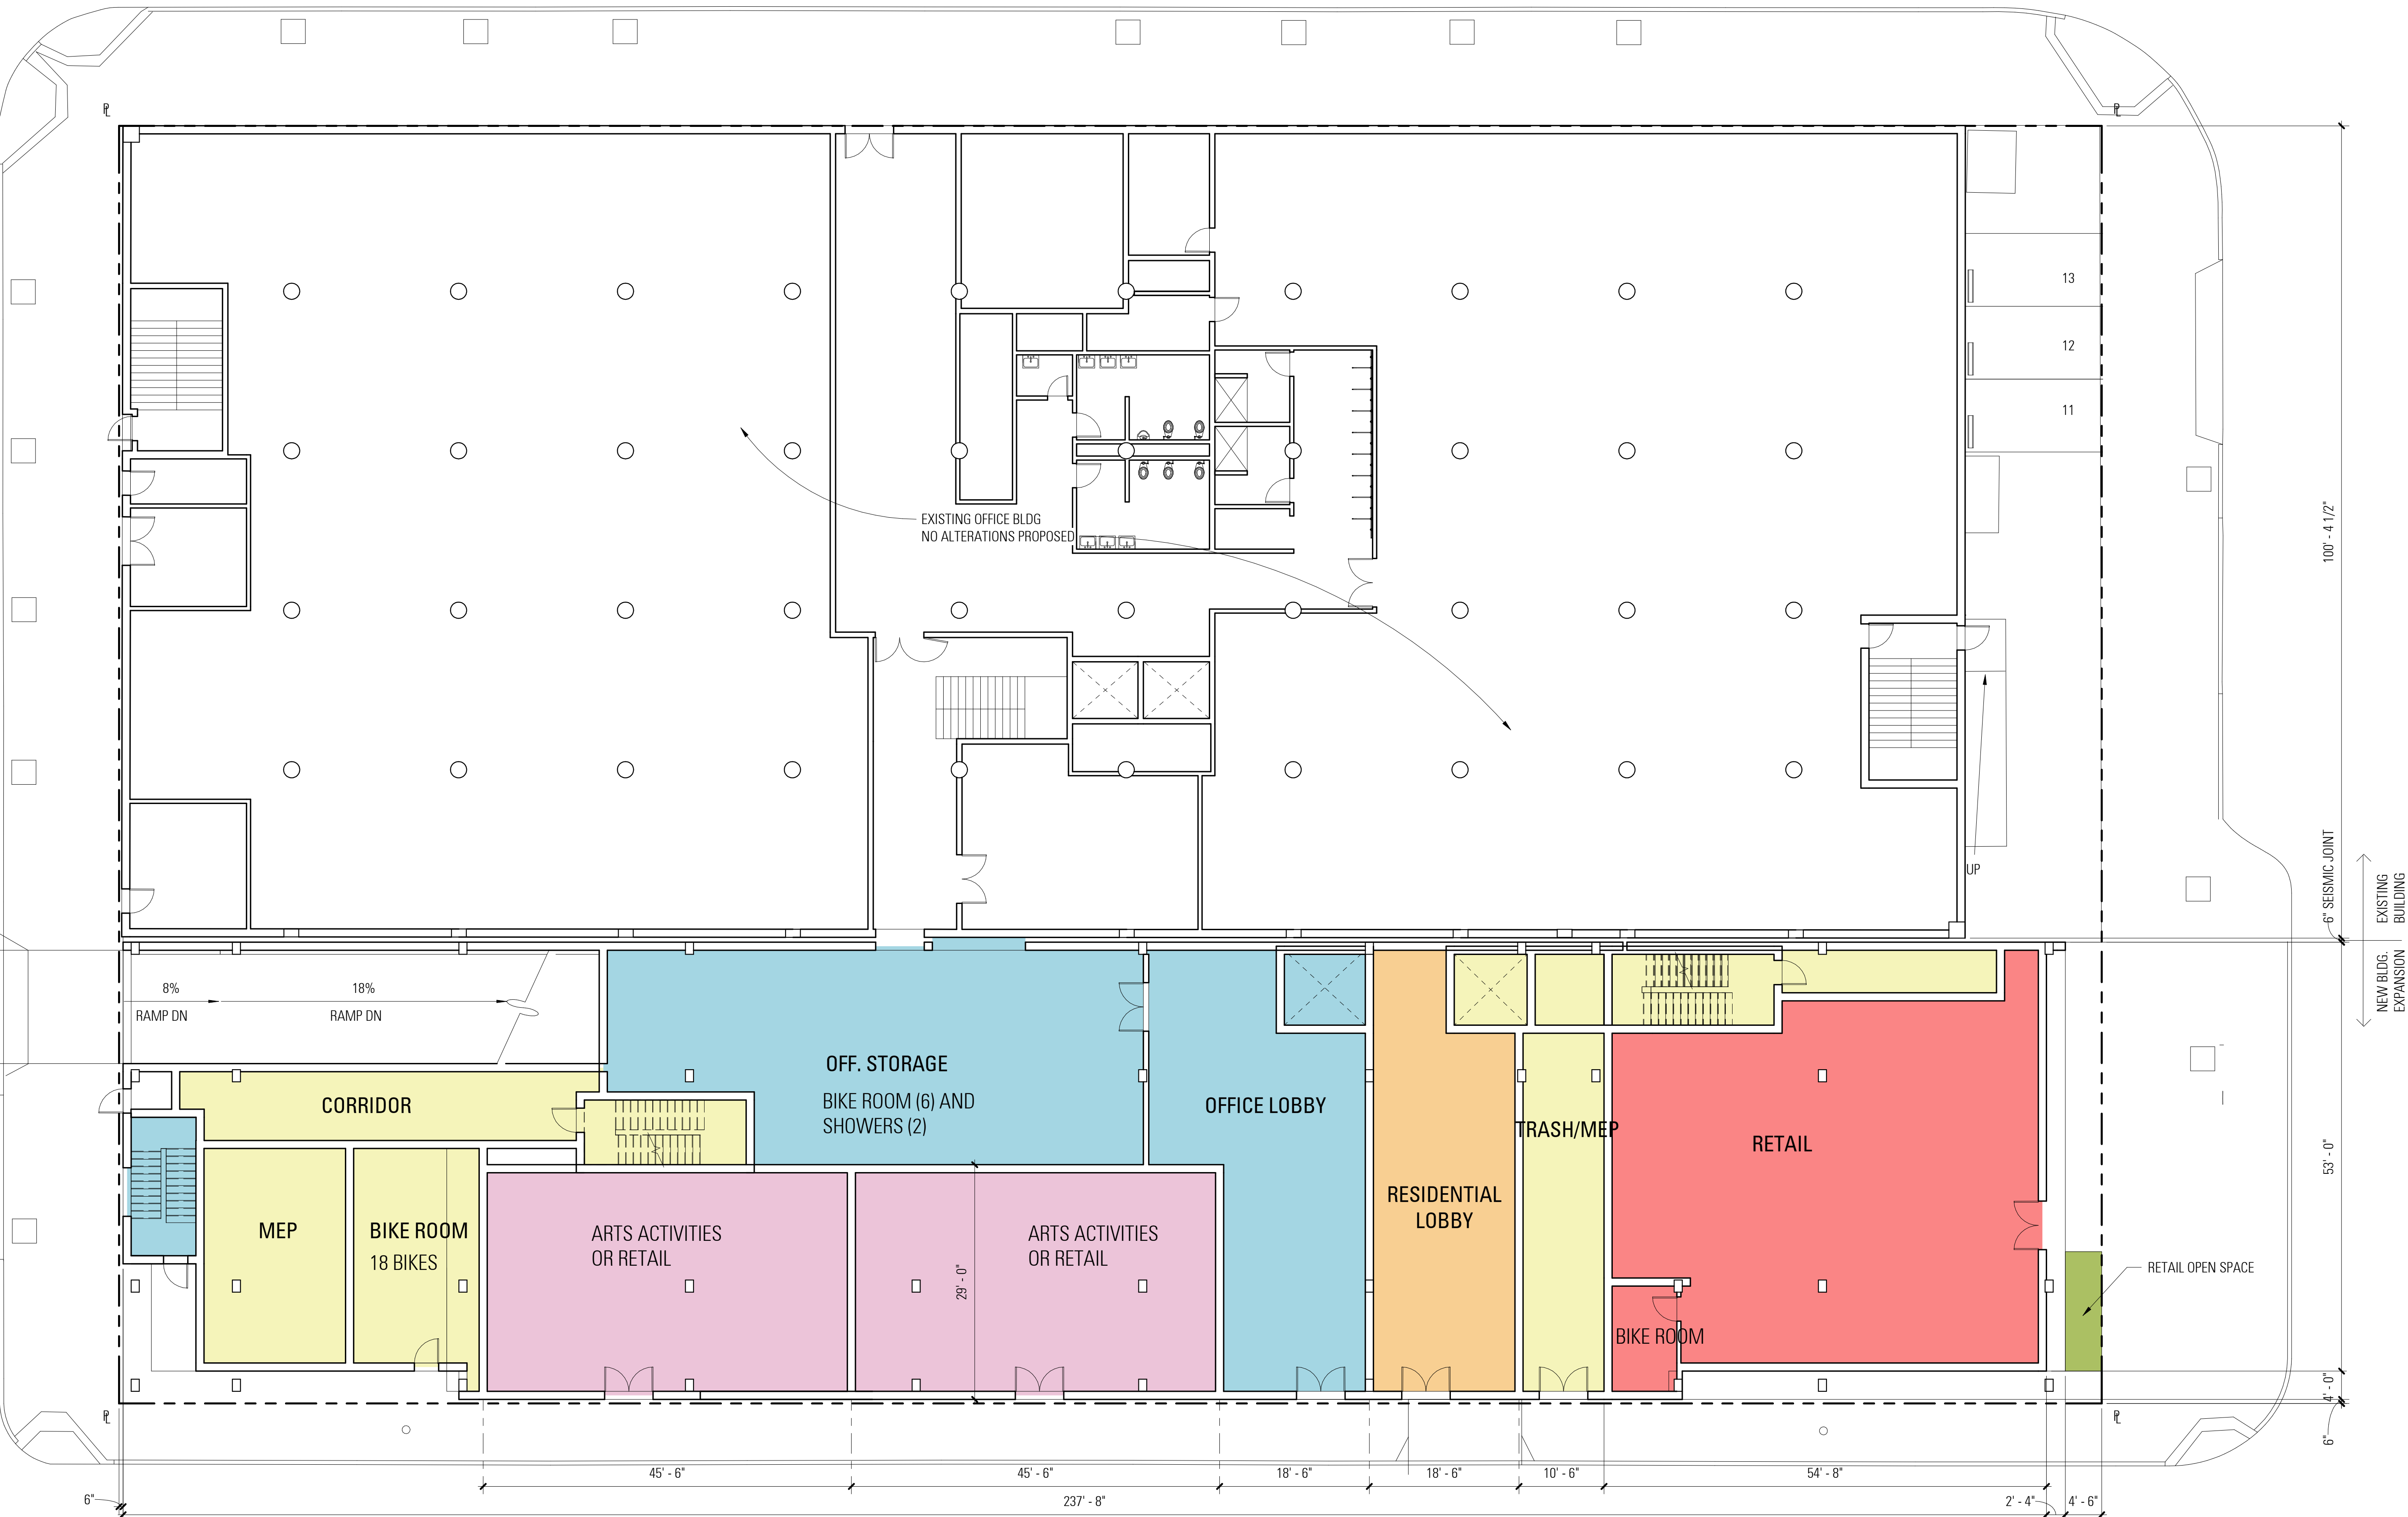 PL
PL
13
12
11
100' - 4 1/2"
EXISTING OFFICE BLDG
NO ALTERATIONS PROPOSED
UP
6" SEISMIC JOINT
EXISTING
BUILDING
NEW BLDG.
EXPANSION
8%
RAMP DN
18%
RAMP DN
OFF. STORAGE
BIKE ROOM (6) AND
SHOWERS (2)
CORRIDOR
OFFICE LOBBY
TRASH/MEP
RETAIL
53' - 0"
RESIDENTIAL
LOBBY
MEP
BIKE ROOM
18 BIKES
ARTS ACTIVITIES
OR RETAIL
29' - 0"
ARTS ACTIVITIES
OR RETAIL
RETAIL OPEN SPACE
BIKE ROOM
4' - 0"
PL
PL
6"
45' - 6"
45' - 6"
18' - 6"
18' - 6"
10' - 6"
54' - 8"
6"
237' - 8"
2' - 4"
4' - 6"